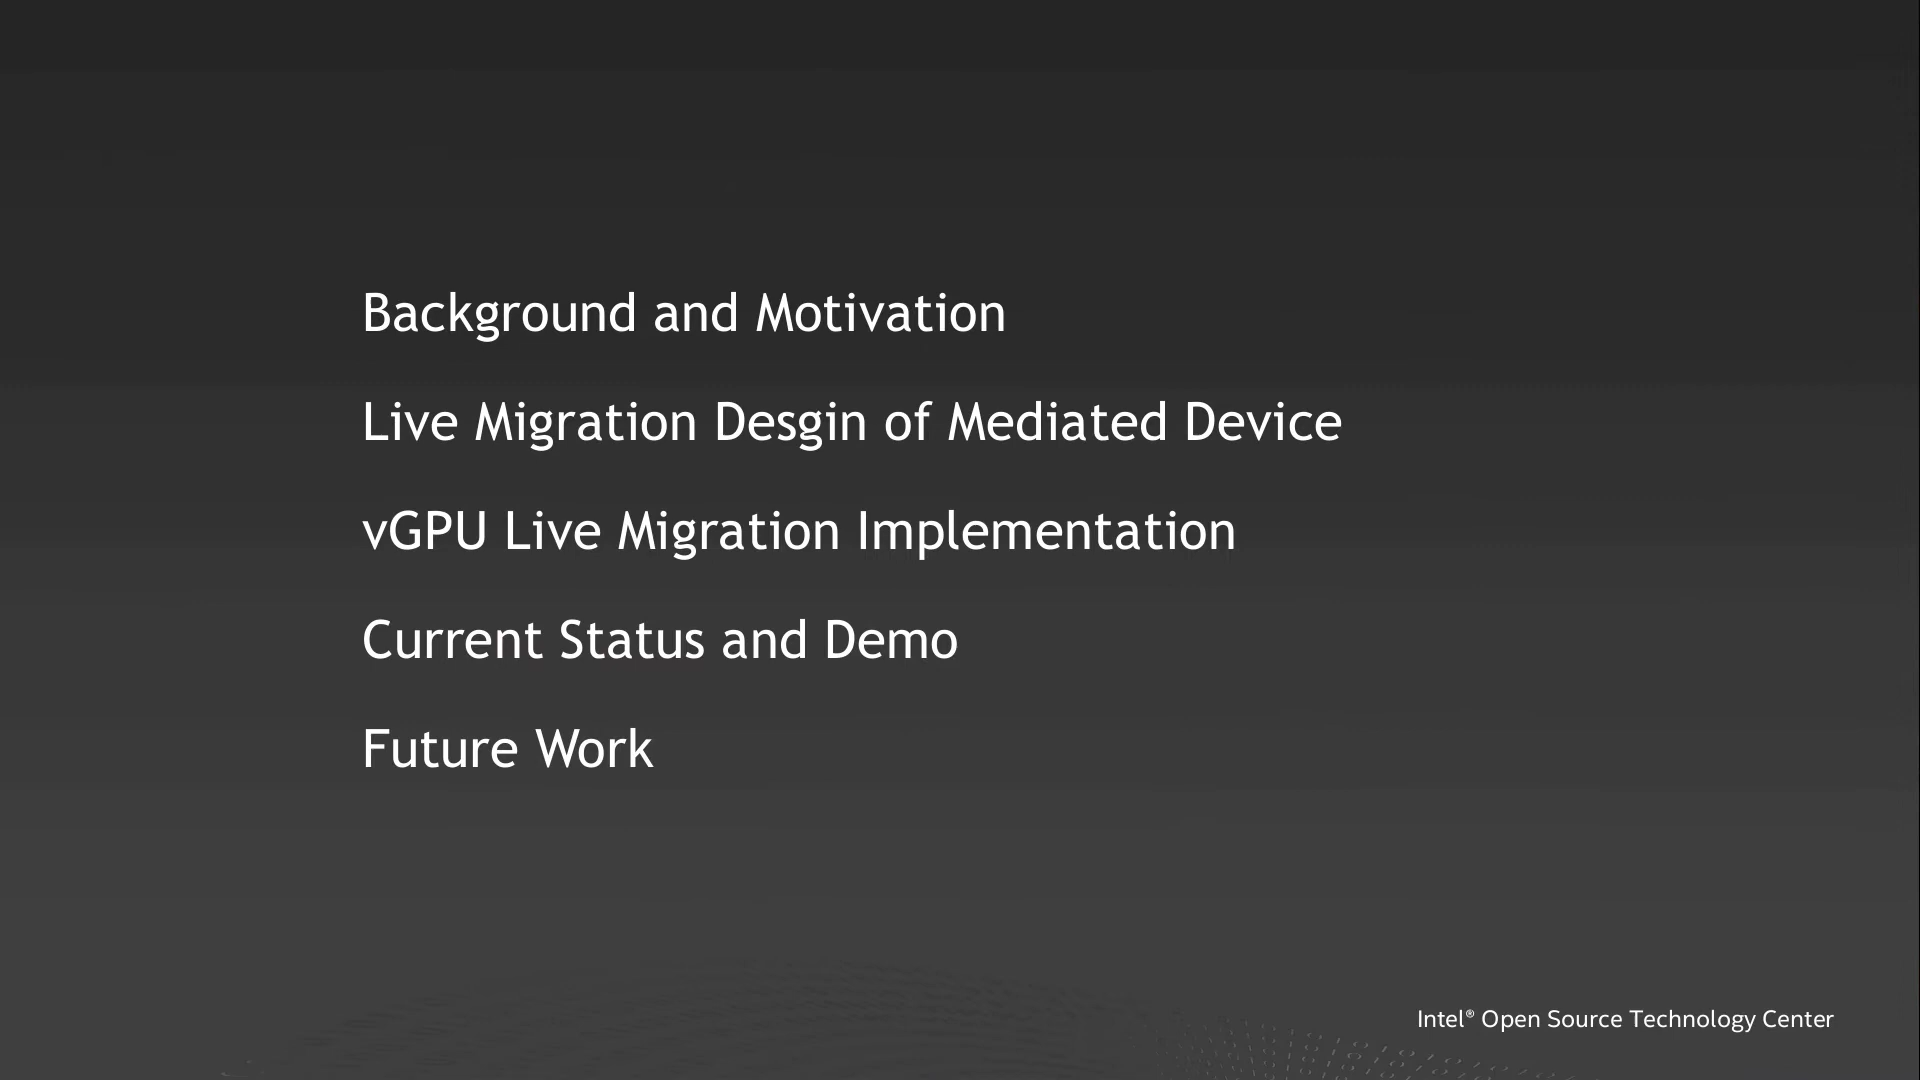 Background and Motivation
Live Migration Desgin of Mediated Device
vGPU Live Migration Implementation
Current Status and Demo
Future Work
Intel® Open Source Technology Center